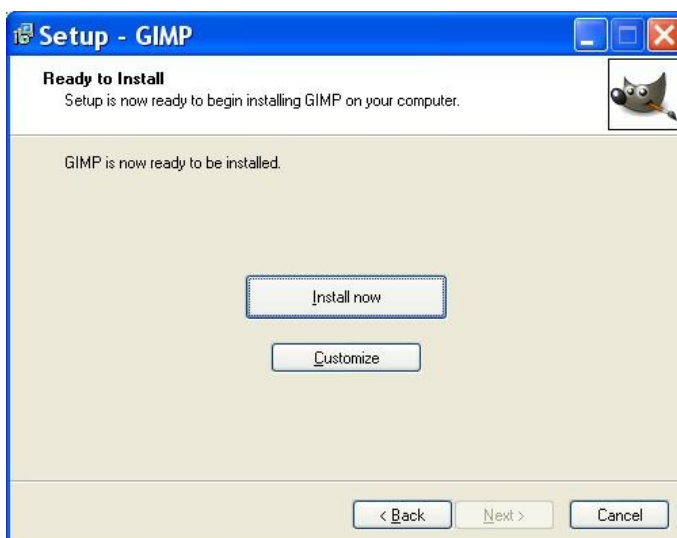 Setup - GIMP
Ready to Install
Setup is now ready to begin installing GIMP on your computer.
GIMP is now ready to be installed.
Install now
Customize
< Back
Next >
Cancel